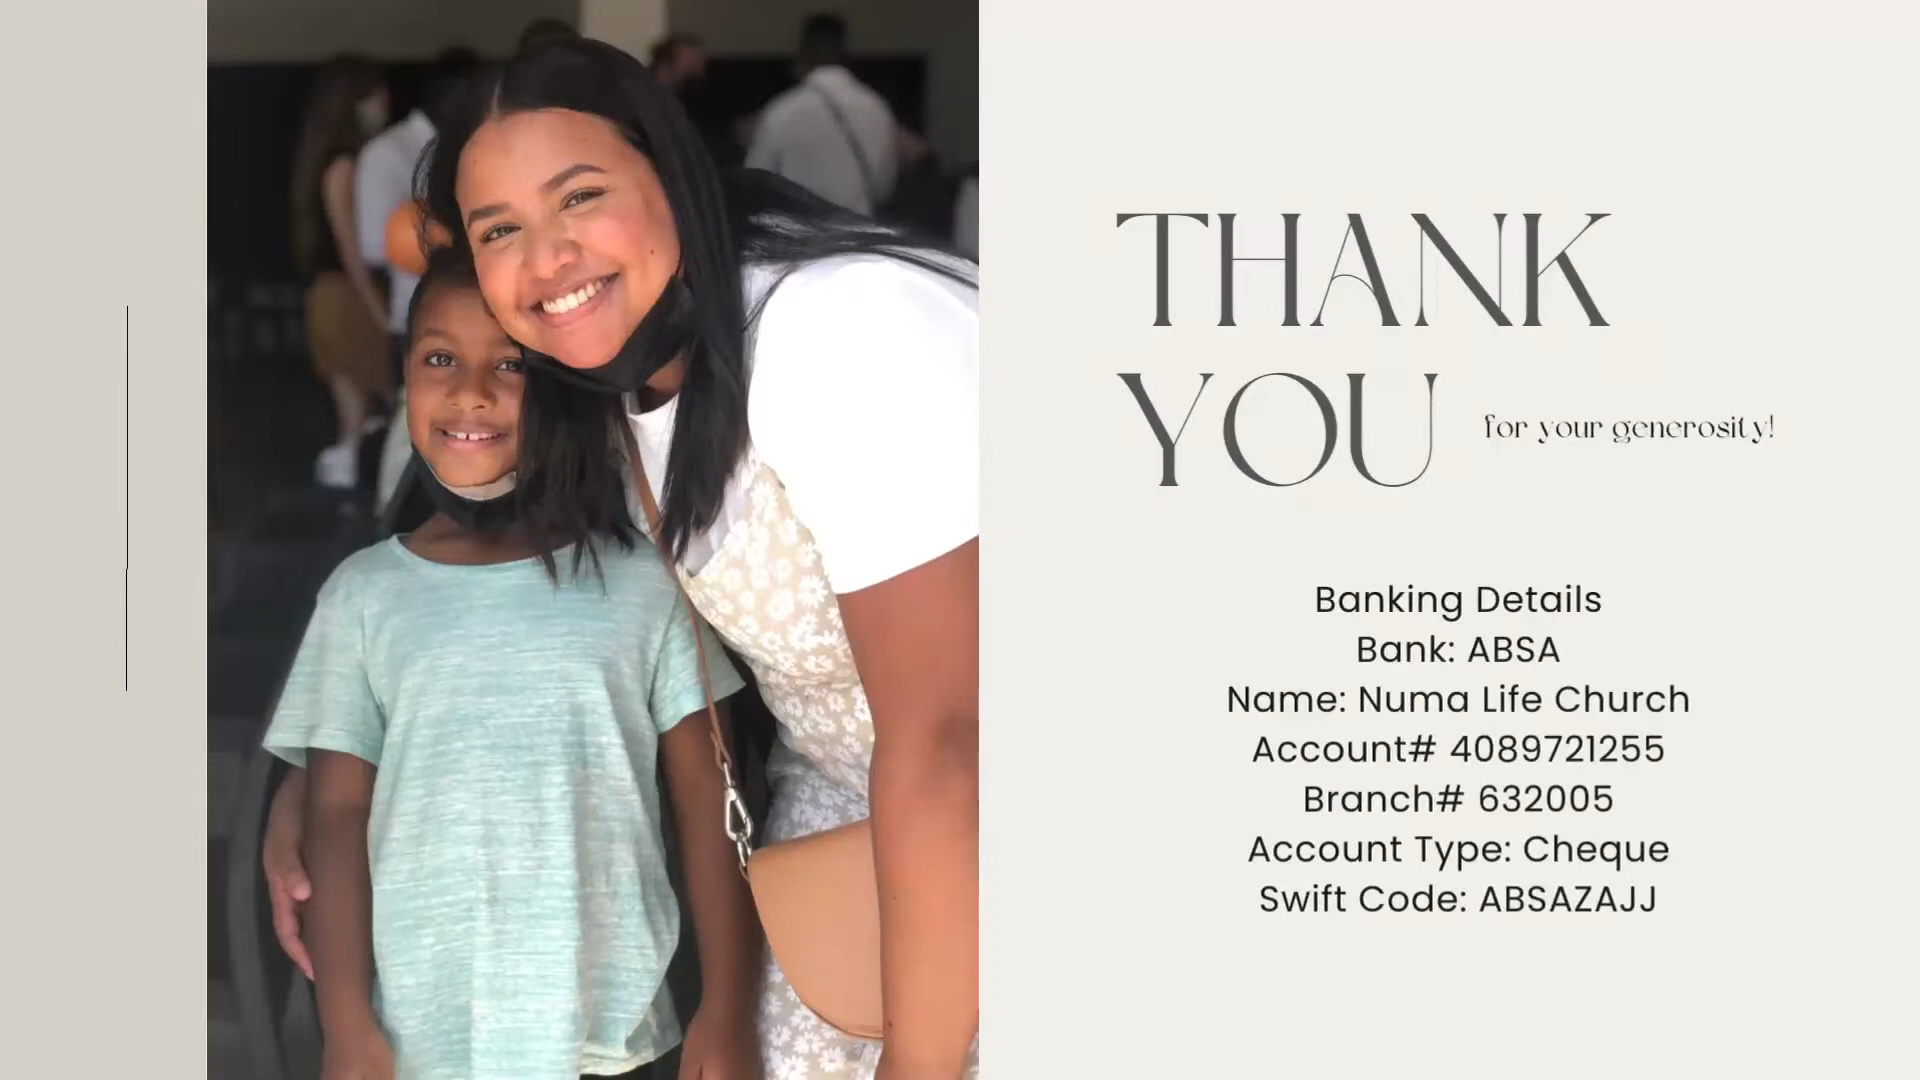 THANK
YOU for your generosity!
Banking Details
Bank: ABSA
Name: Numa Life Church
Account# 4089721255
Branch# 632005
Account Type: Cheque
Swift Code: ABSAZAJJ